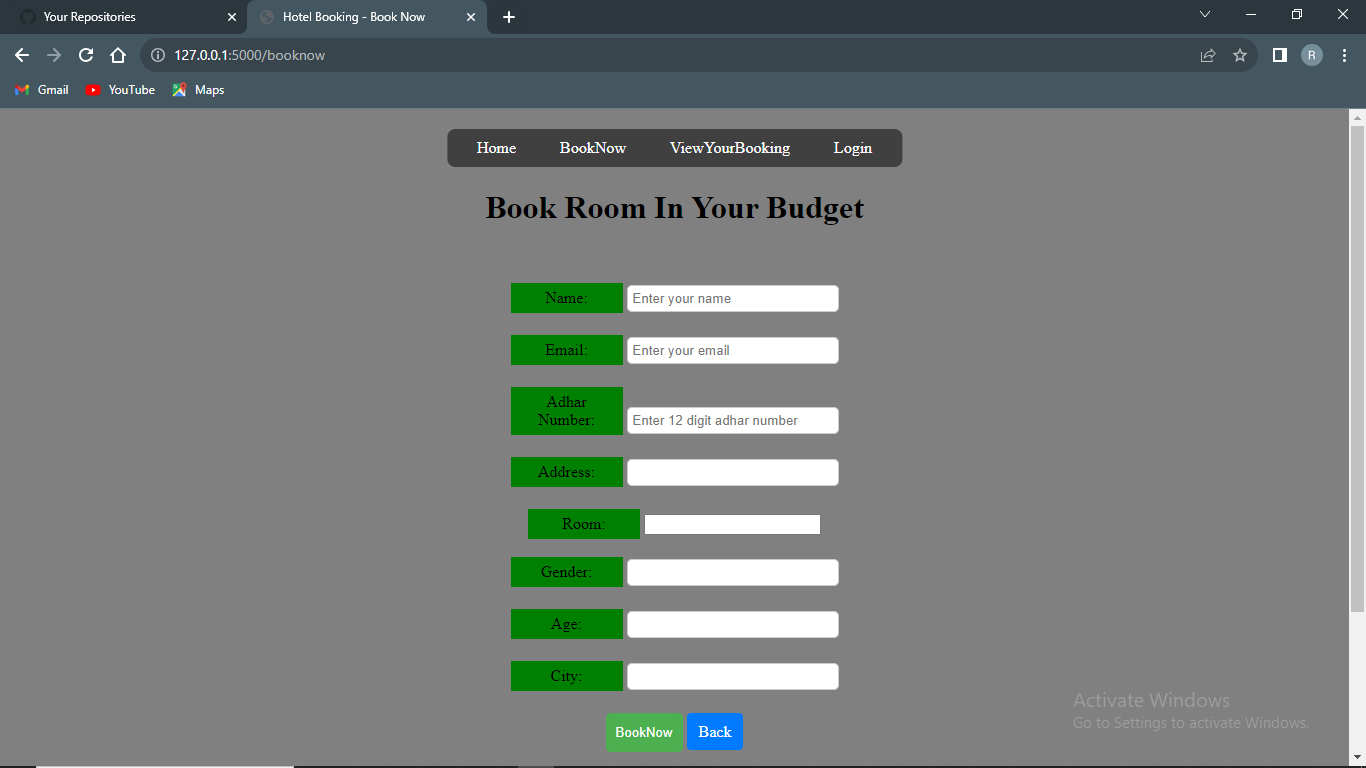 Your Repositories
Hotel Booking - Book Now
127.0.0.1:5000/booknow
R
Gmail
YouTube
Maps
Home BookNow ViewYourBooking Login
Book Room In Your Budget
Name: Enter your name
Email: Enter your email
Adhar
Number: Enter 12 digit adhar number
Address:
Room:
Gender:
Age:
City:
BookNow Back
Activate Windows
Go to Settings to activate Windows.